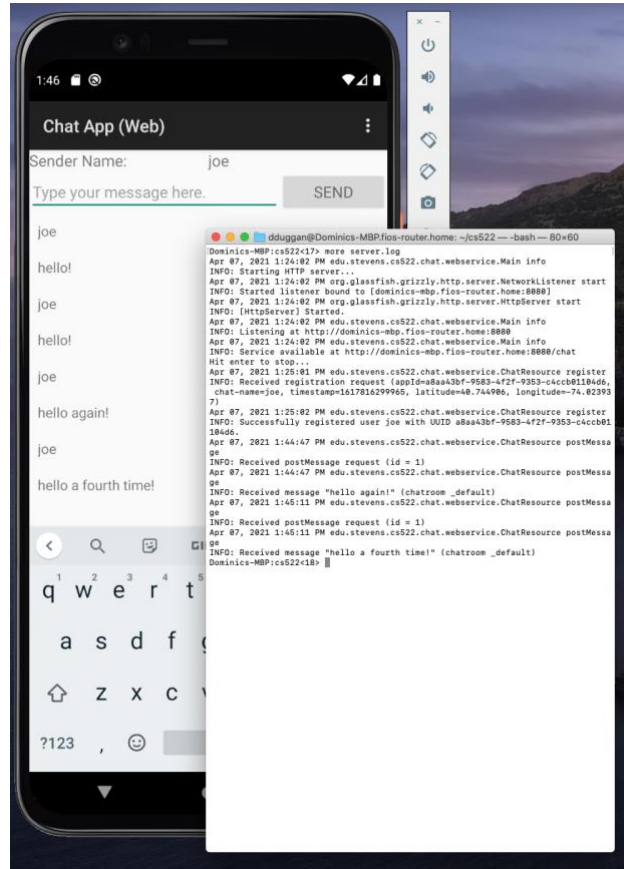 1:46
Chat App (Web)
Sender Name: joe
Type your message here. SEND
joe
hello!
joe
hello!
joe
hello again!
joe
hello a fourth time!
GI
q1 w2 e3 r4 t5
a s d f g
z x c v
?123 ,
dduggan@Dominics-MBP.fios-router.home: ~/cs522 — -bash — 80×60
Dominics-MBP:cs522<17> more server.log
Apr 07, 2021 1:24:02 PM edu.stevens.cs522.chat.webservice.Main info
INFO: Starting HTTP server...
Apr 07, 2021 1:24:02 PM org.glassfish.grizzly.http.server.NetworkListener start
INFO: Started listener bound to [dominics-mbp.fios-router.home:8080]
Apr 07, 2021 1:24:02 PM org.glassfish.grizzly.http.server.HttpServer start
INFO: [HttpServer] Started.
Apr 07, 2021 1:24:02 PM edu.stevens.cs522.chat.webservice.Main info
INFO: Listening at http://dominics-mbp.fios-router.home:8080
Apr 07, 2021 1:24:02 PM edu.stevens.cs522.chat.webservice.Main info
INFO: Service available at http://dominics-mbp.fios-router.home:8080/chat
Hit enter to stop...
Apr 07, 2021 1:25:01 PM edu.stevens.cs522.chat.webservice.ChatResource register
INFO: Received registration request (appId=a8aa43bf-9583-4f2f-9353-c4ccb01104d6,
chat-name=joe, timestamp=1617816299965, latitude=40.744906, longitude=-74.02393
7)
Apr 07, 2021 1:25:02 PM edu.stevens.cs522.chat.webservice.ChatResource register
INFO: Successfully registered user joe with UUID a8aa43bf-9583-4f2f-9353-c4ccb01
104d6.
Apr 07, 2021 1:44:47 PM edu.stevens.cs522.chat.webservice.ChatResource postMessa
ge
INFO: Received postMessage request (id = 1)
Apr 07, 2021 1:44:47 PM edu.stevens.cs522.chat.webservice.ChatResource postMessa
ge
INFO: Received message "hello again!" (chatroom _default)
Apr 07, 2021 1:45:11 PM edu.stevens.cs522.chat.webservice.ChatResource postMessa
ge
INFO: Received postMessage request (id = 1)
Apr 07, 2021 1:45:11 PM edu.stevens.cs522.chat.webservice.ChatResource postMessa
ge
INFO: Received message "hello a fourth time!" (chatroom _default)
Dominics-MBP:cs522<18>